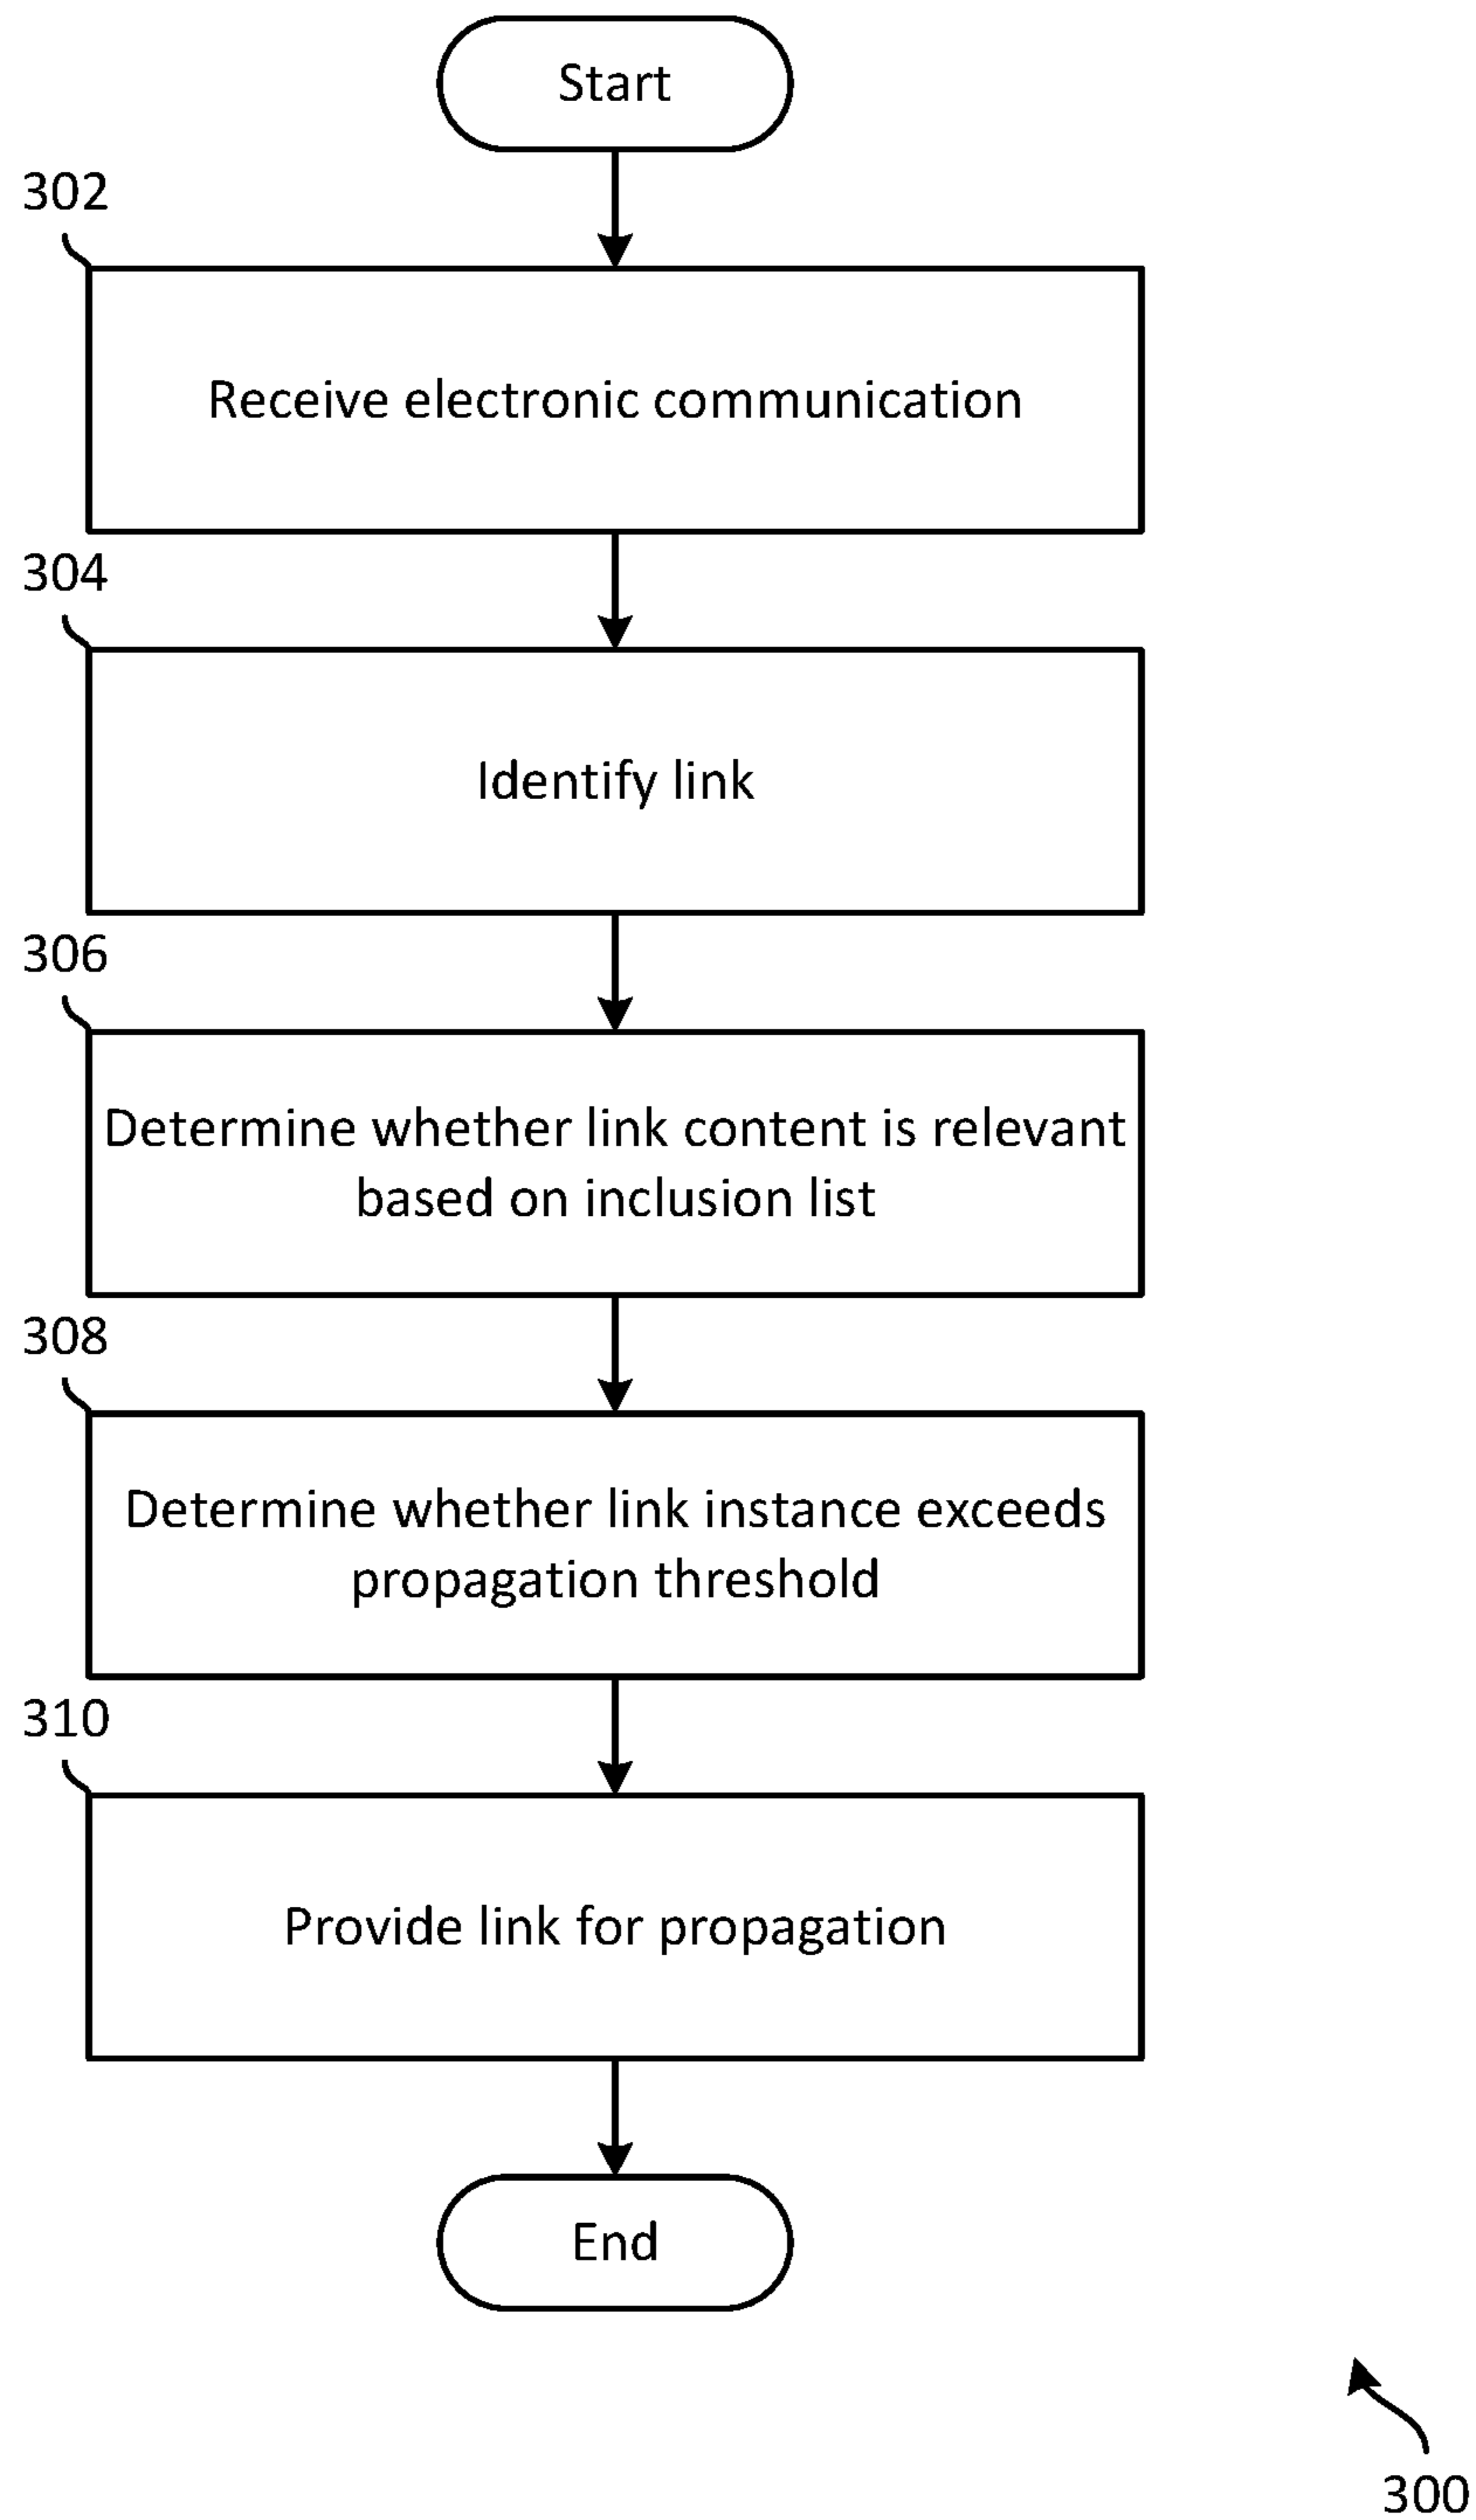 Start
302
Receive electronic communication
304
Identify link
306
Determine whether link content is relevant
based on inclusion list
308
Determine whether link instance exceeds
propagation threshold
310
Provide link for propagation
End
300